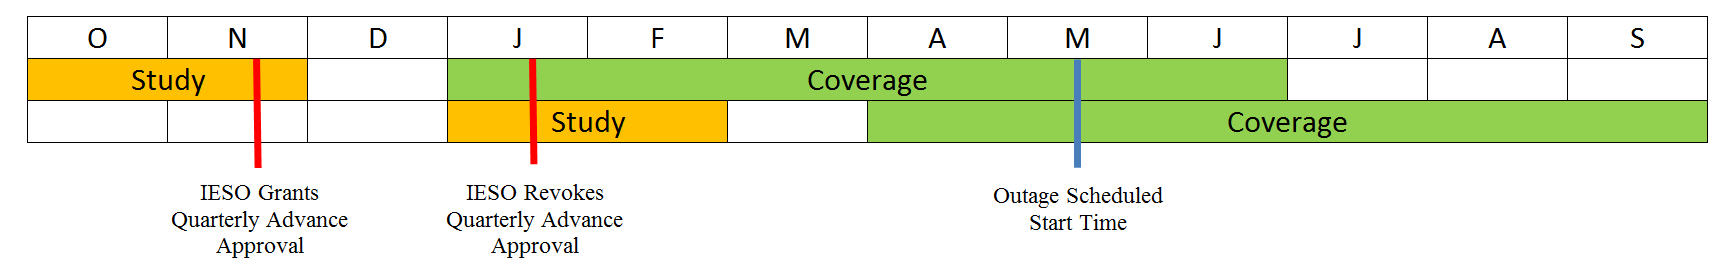 O N D J F M A M J J A S
Study Coverage
Study Coverage
IESO Grants
Quarterly Advance
Approval
IESO Revokes
Quarterly Advance
Approval
Outage Scheduled
Start Time